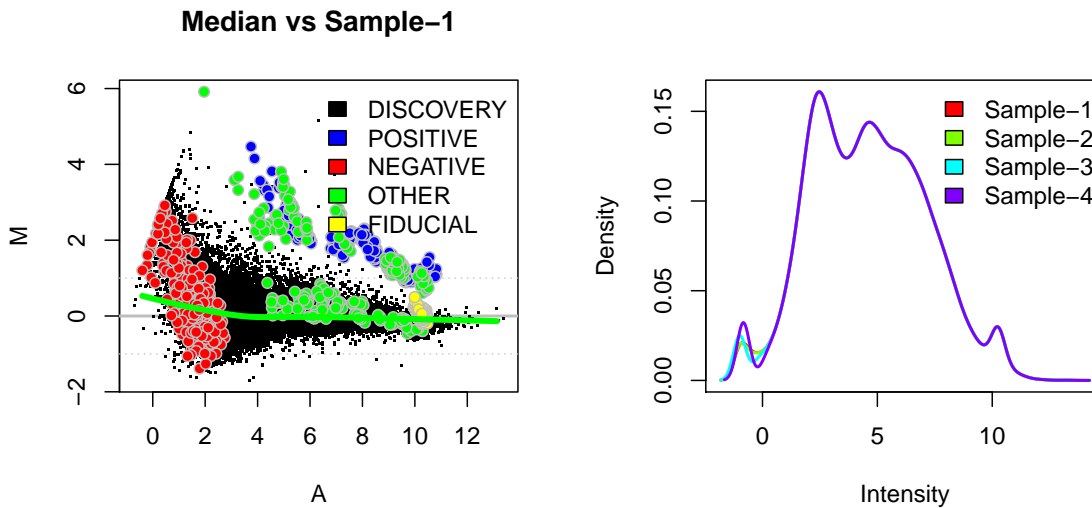 Median vs Sample−1
M
6
4
2
0
−2
0 2 4 6 8 10 12
A
DISCOVERY
POSITIVE
NEGATIVE
OTHER
FIDUCIAL
Density
0.15
0.10
0.05
0.00
0 5 10
Intensity
Sample−1
Sample−2
Sample−3
Sample−4